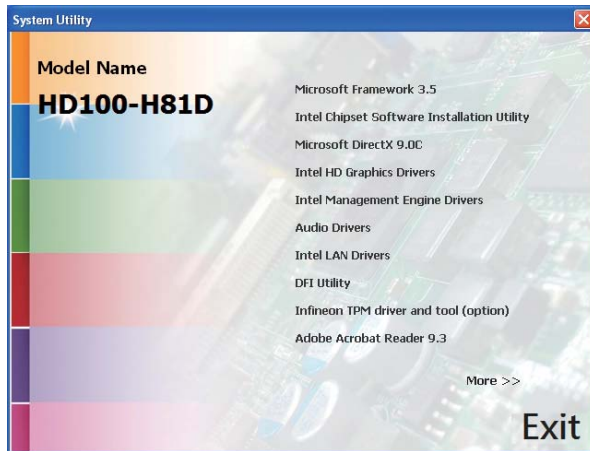 System Utility
Model Name
HD100-H81D
Microsoft Framework 3.5
Intel Chipset Software Installation Utility
Microsoft DirectX 9.0C
Intel HD Graphics Drivers
Intel Management Engine Drivers
Audio Drivers
Intel LAN Drivers
DFI Utility
Infineon TPM driver and tool (option)
Adobe Acrobat Reader 9.3
More >>
Exit